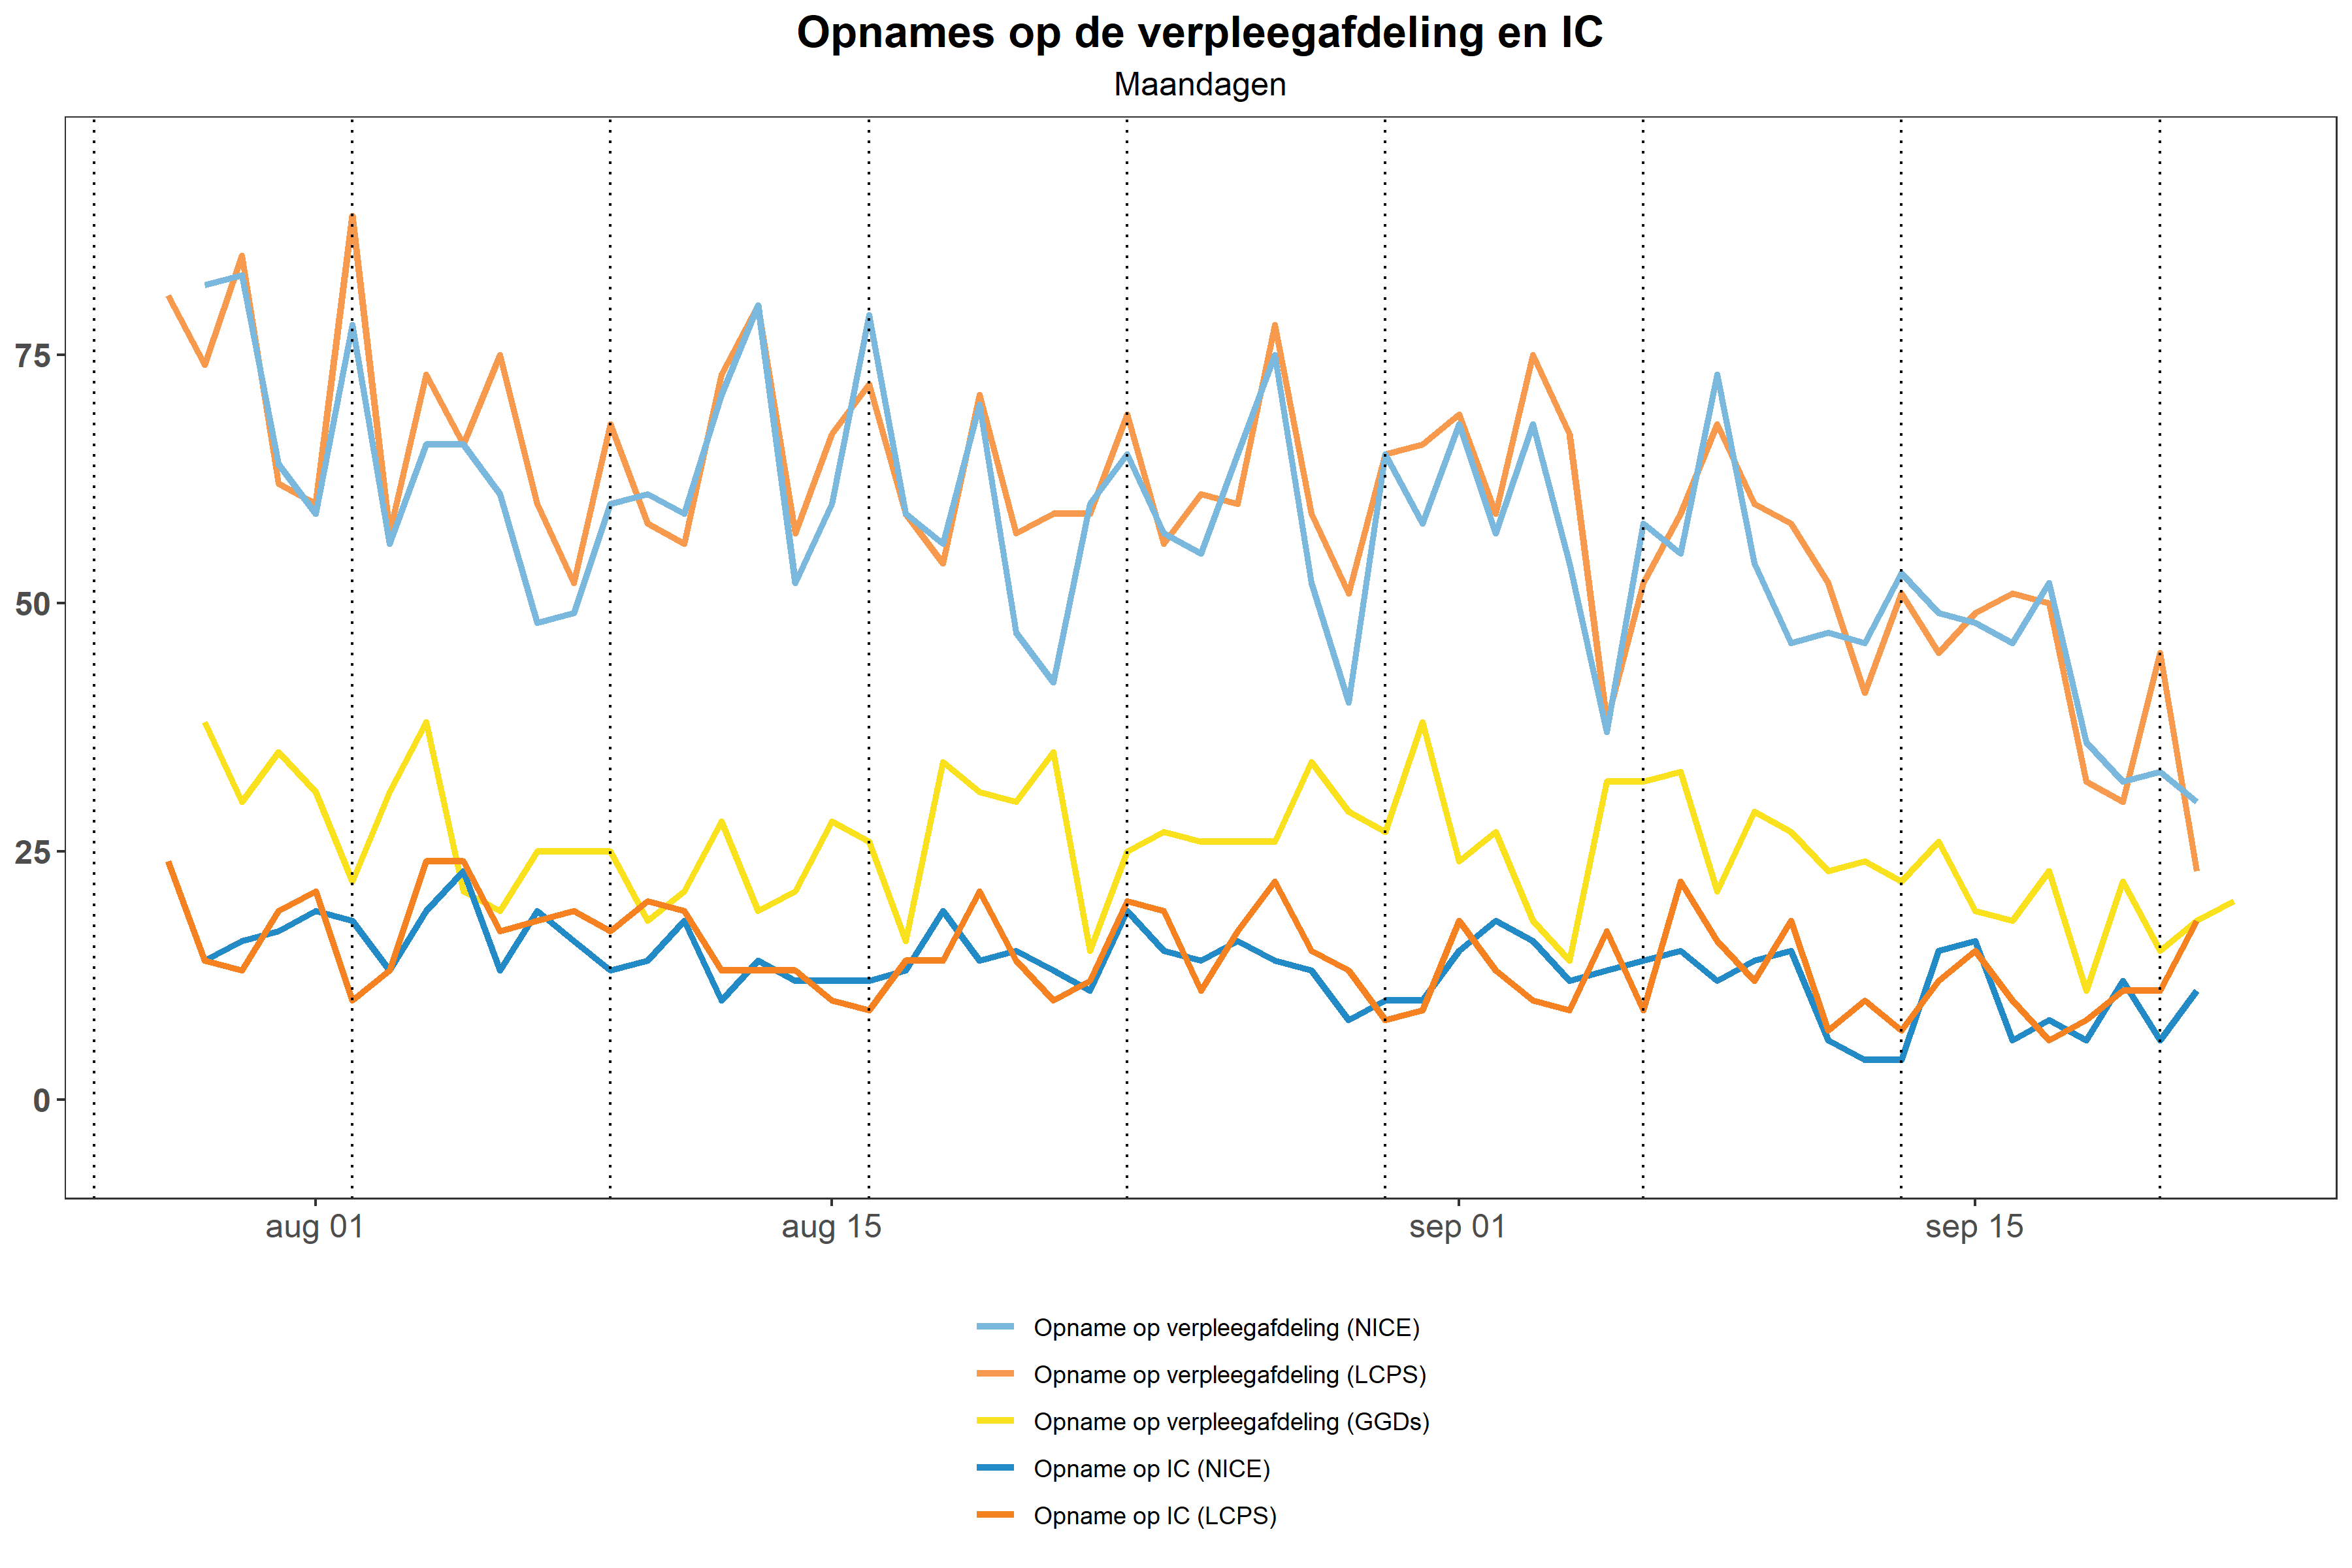 Opnames op de verpleegafdeling en IC
Maandagen
75
50
25
0
aug 01 aug 15 sep 01 sep 15
Opname op verpleegafdeling (NICE)
Opname op verpleegafdeling (LCPS)
Opname op verpleegafdeling (GGDs)
Opname op IC (NICE)
Opname op IC (LCPS)